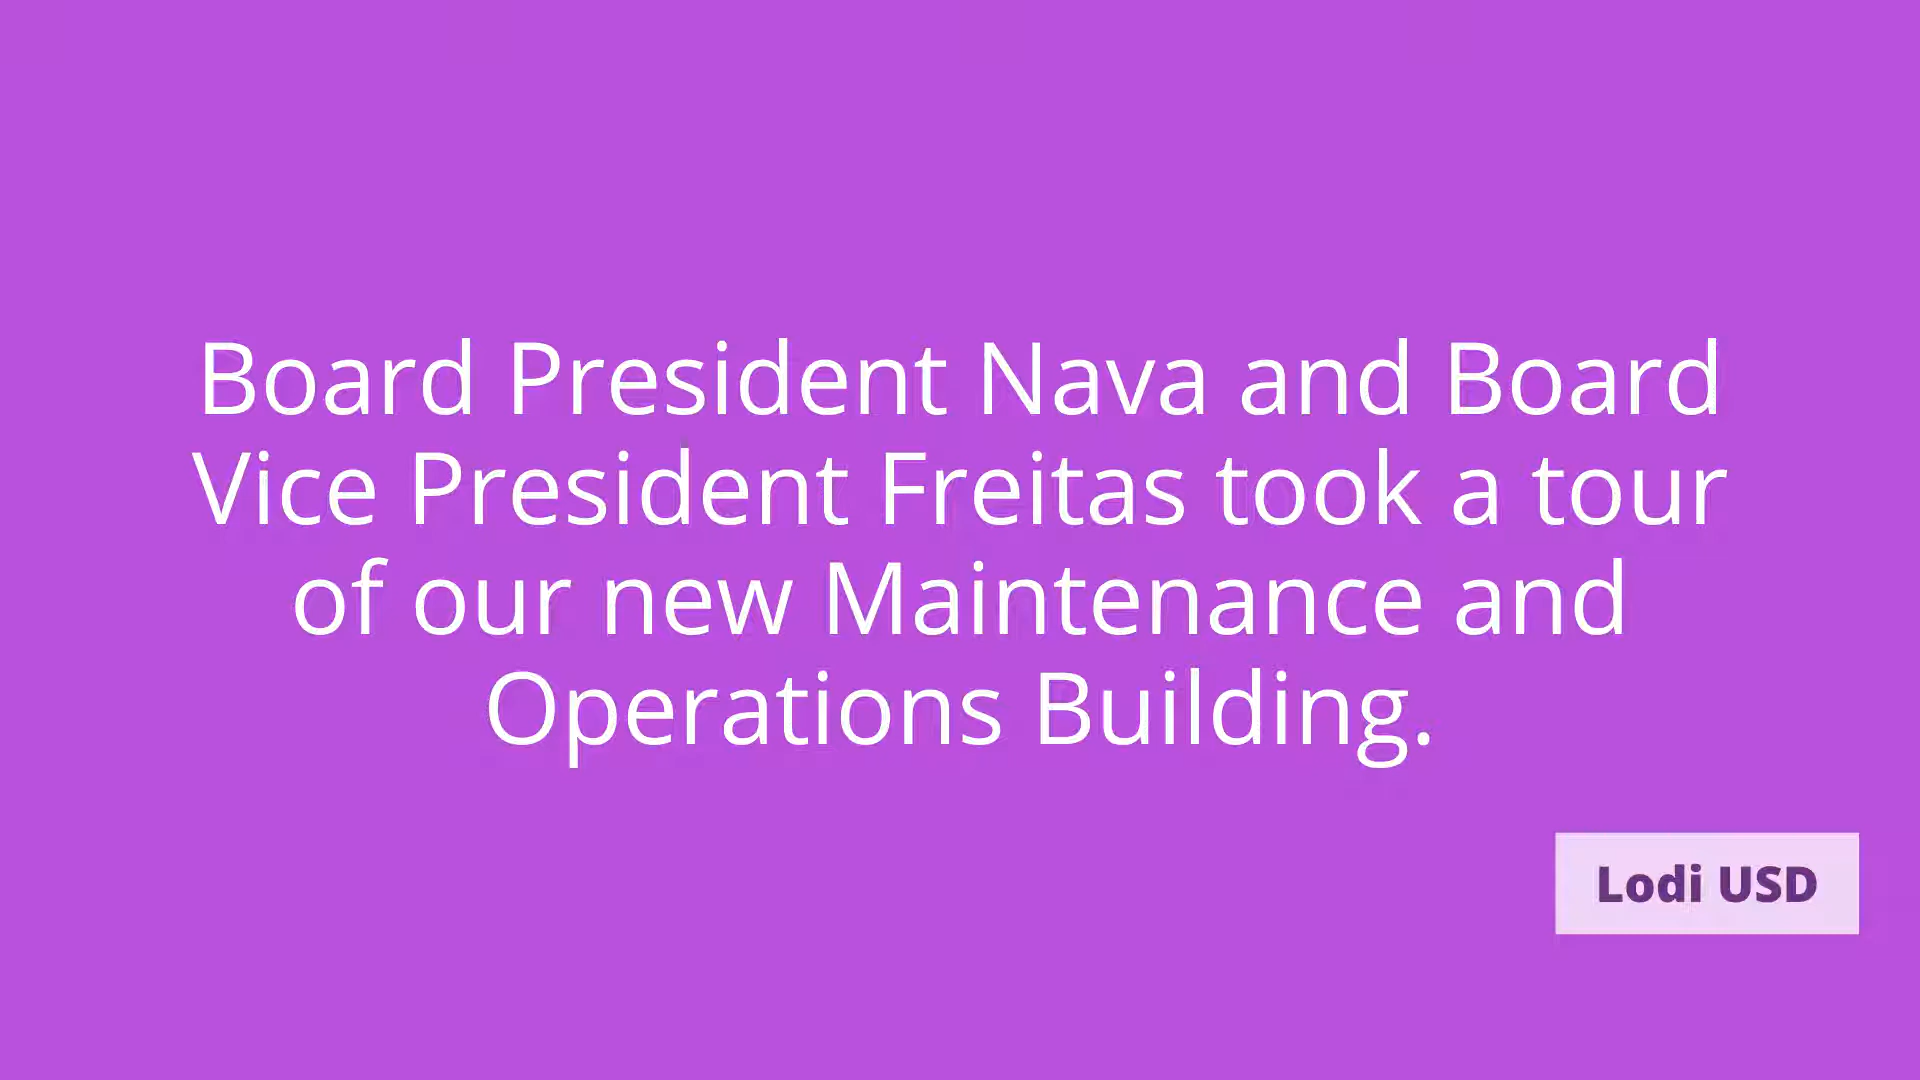 Board President Nava and Board
Vice President Freitas took a tour
of our new Maintenance and
Operations Building.
Lodi USD